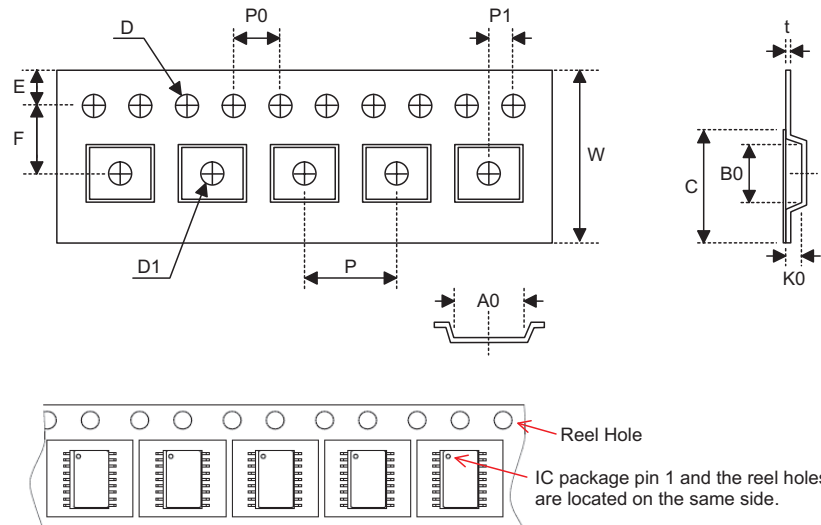 P0
P1
D
t
E
F
W
C
B0
D1
P
K0
A0
Reel Hole
IC package pin 1 and the reel holes
are located on the same side.